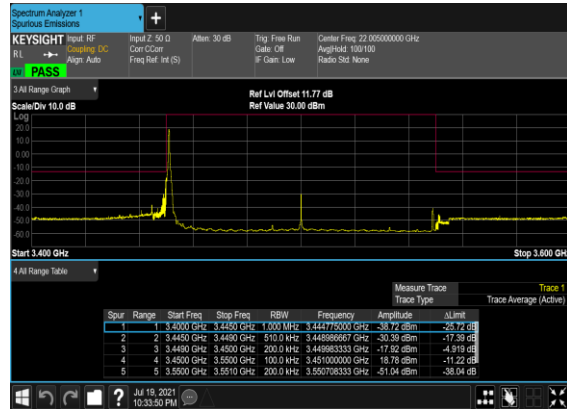 Spectrum Analyzer 1
Spurious Emissions
+
KEYSIGHT Input: RF Input Z: 50 Ω Atten: 30 dB Trig: Free Run Center Freq: 22.005000000 GHz
RL Coupling: DC Corr CCorr Gate: Off Avg|Hold: 100/100
Align: Auto Freq Ref: Int (S) IF Gain: Low Radio Std: None
PASS
3 All Range Graph
Ref Lvl Offset 11.77 dB
Scale/Div 10.0 dB Ref Value 30.00 dBm
Log
20.0
10.0
0.00
-10.0
-20.0
-30.0
-40.0
-50.0
-60.0
Start 3.400 GHz Stop 3.600 GHz
4 All Range Table
Measure Trace Trace 1
Trace Type Trace Average (Active)
Spur Range Start Freq Stop Freq RBW Frequency Amplitude ΔLimit
1 1 3.4000 GHz 3.4450 GHz 1.000 MHz 3.444775000 GHz -38.72 dBm -25.72 dB
2 2 3.4450 GHz 3.4490 GHz 510.0 kHz 3.448986667 GHz -30.39 dBm -17.39 dB
3 3 3.4490 GHz 3.4500 GHz 200.0 kHz 3.449983333 GHz -17.92 dBm -4.919 dB
4 4 3.4500 GHz 3.5500 GHz 100.0 kHz 3.451000000 GHz 18.78 dBm -11.22 dB
5 5 3.5500 GHz 3.5510 GHz 200.0 kHz 3.550708333 GHz -51.04 dBm -38.04 dB
? Jul 19, 2021
10:33:50 PM